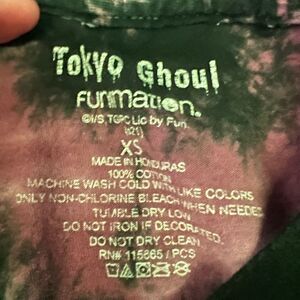 Tokyo Ghoul
FUNIMATION®
©I/S, TGPC Lic by Fun.
(S21)
XS
MADE IN HONDURAS
100% COTTON
MACHINE WASH COLD WITH LIKE COLORS
ONLY NON-CHLORINE BLEACH WHEN NEEDED
TUMBLE DRY LOW
DO NOT IRON IF DECORATED.
DO NOT DRY CLEAN
RN# 115865 / PCS